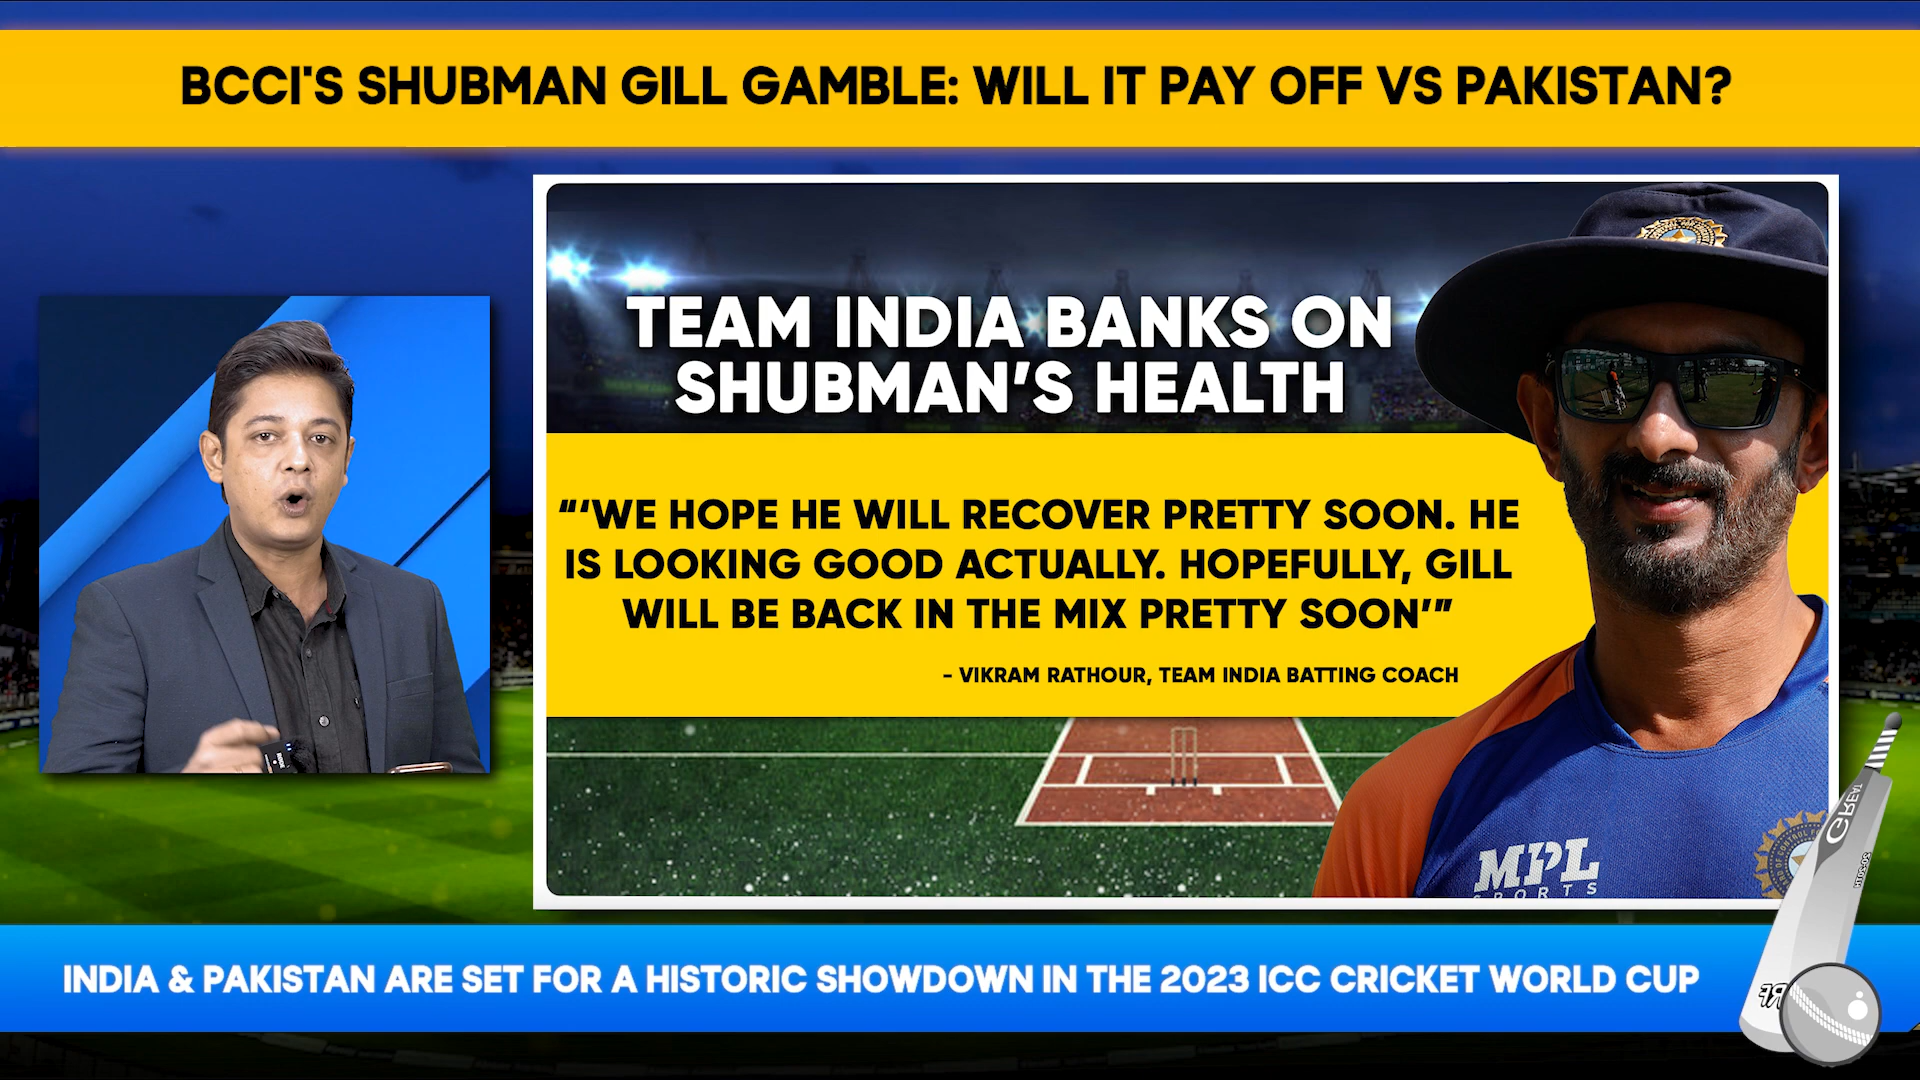 BCCI'S SHUBMAN GILL GAMBLE: WILL IT PAY OFF VS PAKISTAN?
TEAM INDIA BANKS ON
SHUBMAN'S HEALTH
"'WE HOPE HE WILL RECOVER PRETTY SOON. HE
IS LOOKING GOOD ACTUALLY. HOPEFULLY, GILL
WILL BE BACK IN THE MIX PRETTY SOON'"
- VIKRAM RATHOUR, TEAM INDIA BATTING COACH
MPL
SPORTS
INDIA & PAKISTAN ARE SET FOR A HISTORIC SHOWDOWN IN THE 2023 ICC CRICKET WORLD CUP